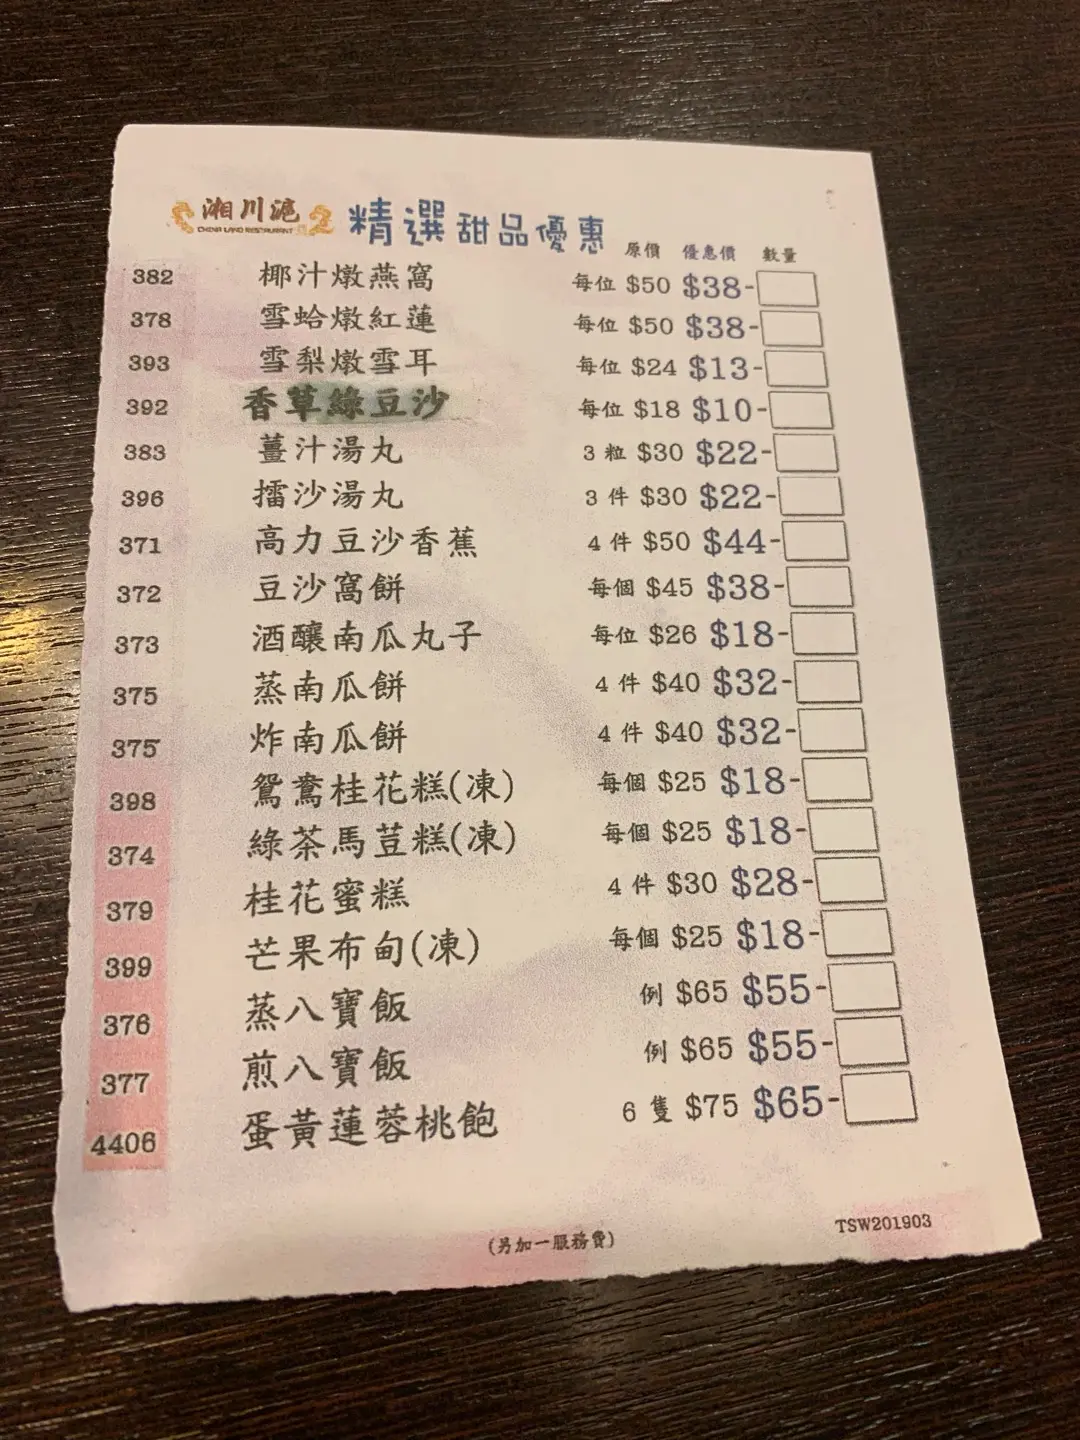 湘川滬 精選甜品優惠
CHINA LAND RESTAURANT
原價 優惠價 數量
382 椰汁燉燕窩 每位 $50 $38-
378 雪蛤燉紅蓮 每位 $50 $38-
393 雪梨燉雪耳 每位 $24 $13-
392 香草綠豆沙 每位 $18 $10-
383 薑汁湯丸 3 粒 $30 $22-
396 擂沙湯丸 3 件 $30 $22-
371 高力豆沙香蕉 4 件 $50 $44-
372 豆沙窩餅 每個 $45 $38-
373 酒釀南瓜丸子 每位 $26 $18-
375 蒸南瓜餅 4 件 $40 $32-
375 炸南瓜餅 4 件 $40 $32-
398 鴛鴦桂花糕(凍) 每個 $25 $18-
374 綠茶馬荳糕(凍) 每個 $25 $18-
379 桂花蜜糕 4 件 $30 $28-
399 芒果布甸(凍) 每個 $25 $18-
376 蒸八寶飯 例 $65 $55-
377 煎八寶飯 例 $65 $55-
4406 蛋黃蓮蓉桃飽 6 隻 $75 $65-
(另加一服務費)
TSW201903